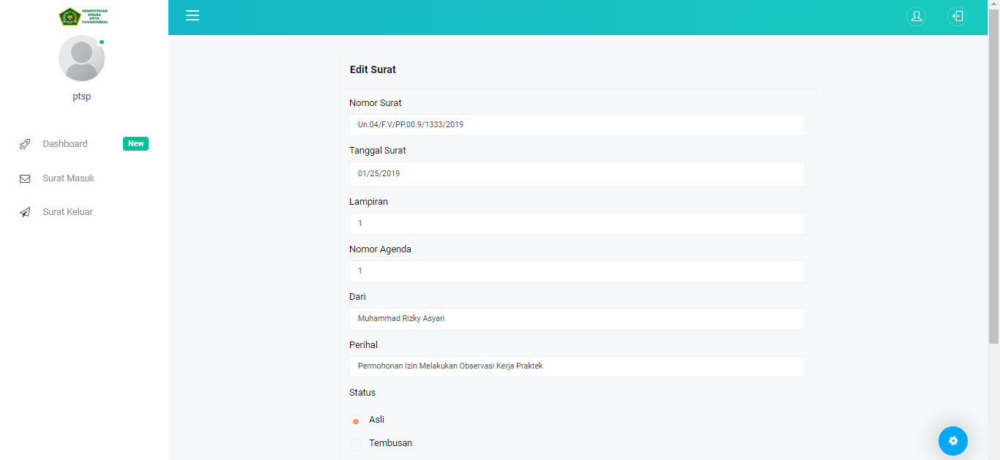 KEMENTERIAN
AGAMA
KOTA
PAYAKUMBUH
ptsp
Dashboard
New
Surat Masuk
Surat Keluar
Edit Surat
Nomor Surat
Un.04/F.V/PP.00.9/1333/2019
Tanggal Surat
01/25/2019
Lampiran
1
Nomor Agenda
1
Dari
Muhammad Rizky Asyari
Perihal
Permohonan Izin Melakukan Observasi Kerja Praktek
Status
Asli
Tembusan